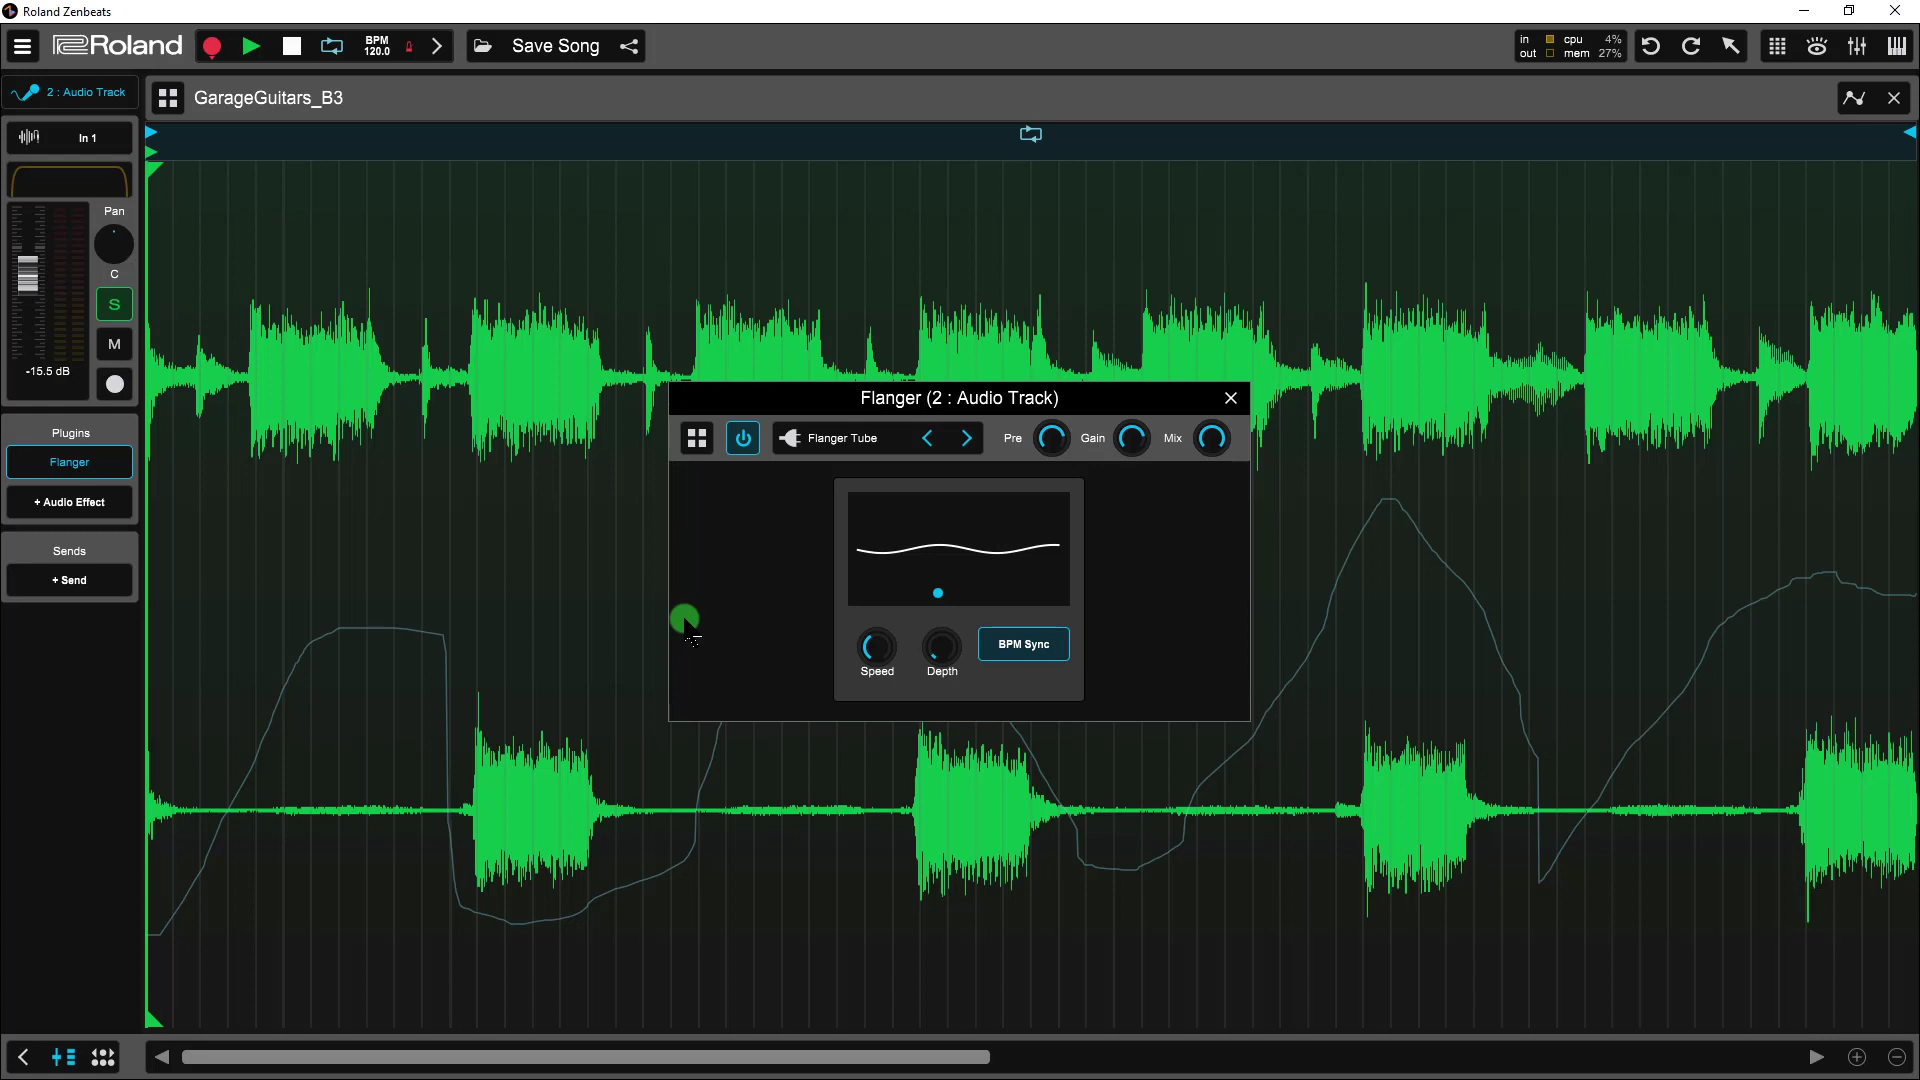 Roland Zenbeats
Roland
BPM
120.0
Save Song
in
out
cpu 4%
mem 27%
2 : Audio Track
GarageGuitars_B3
In 1
Pan
C
S
M
-15.5 dB
Plugins
Flanger
+ Audio Effect
Sends
+ Send
Flanger (2 : Audio Track)
Flanger Tube
Pre
Gain
Mix
Speed
Depth
BPM Sync